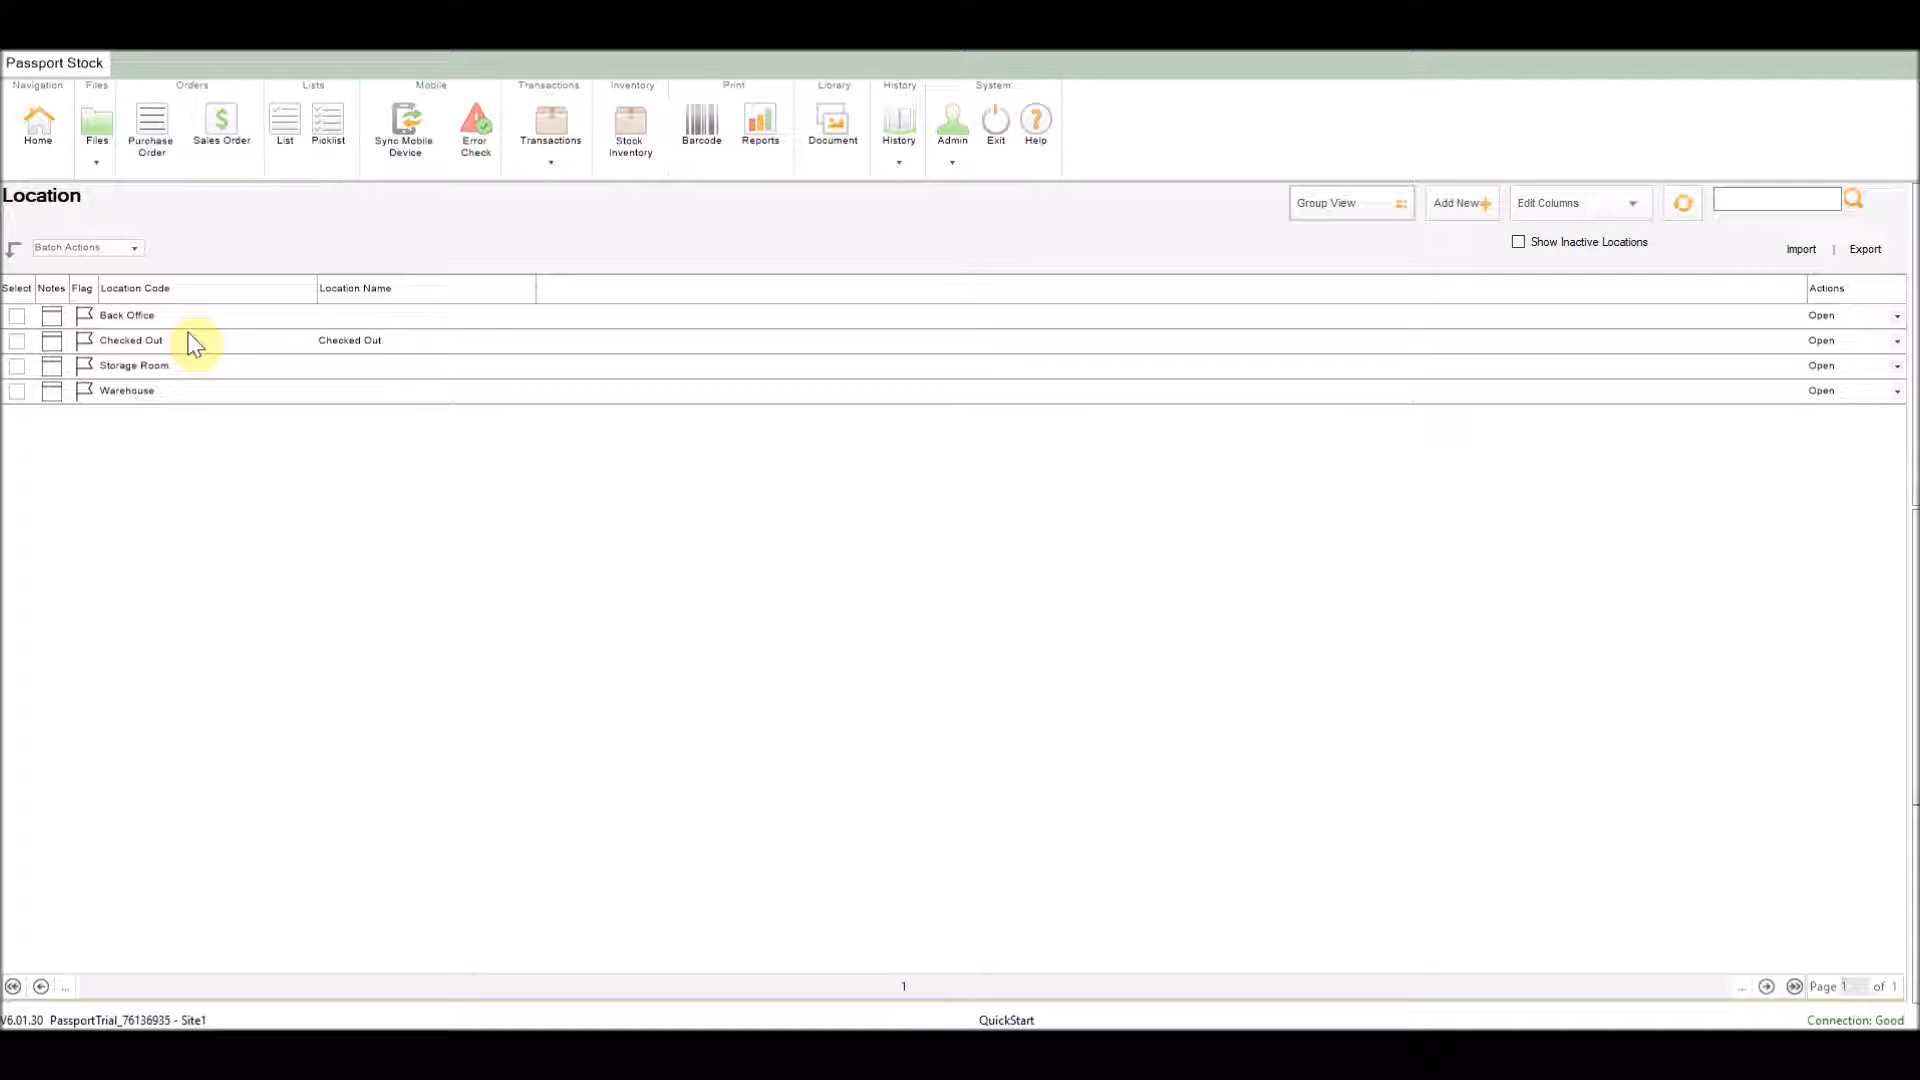 Passport Stock
Navigation Files Orders Lists Mobile Transactions Inventory Print Library History System
Home Files Purchase Order Sales Order List Picklist Sync Mobile Device Error Check Transactions Stock Inventory Barcode Reports Document History Admin Exit Help
Location
Group View Add New Edit Columns
Batch Actions Show Inactive Locations Import | Export
Select Notes Flag Location Code Location Name Actions
Back Office Open
Checked Out Checked Out Open
Storage Room Open
Warehouse Open
... 1 ... Page 1 of 1
V6.01.30 PassportTrial_76136935 - Site1 QuickStart Connection: Good